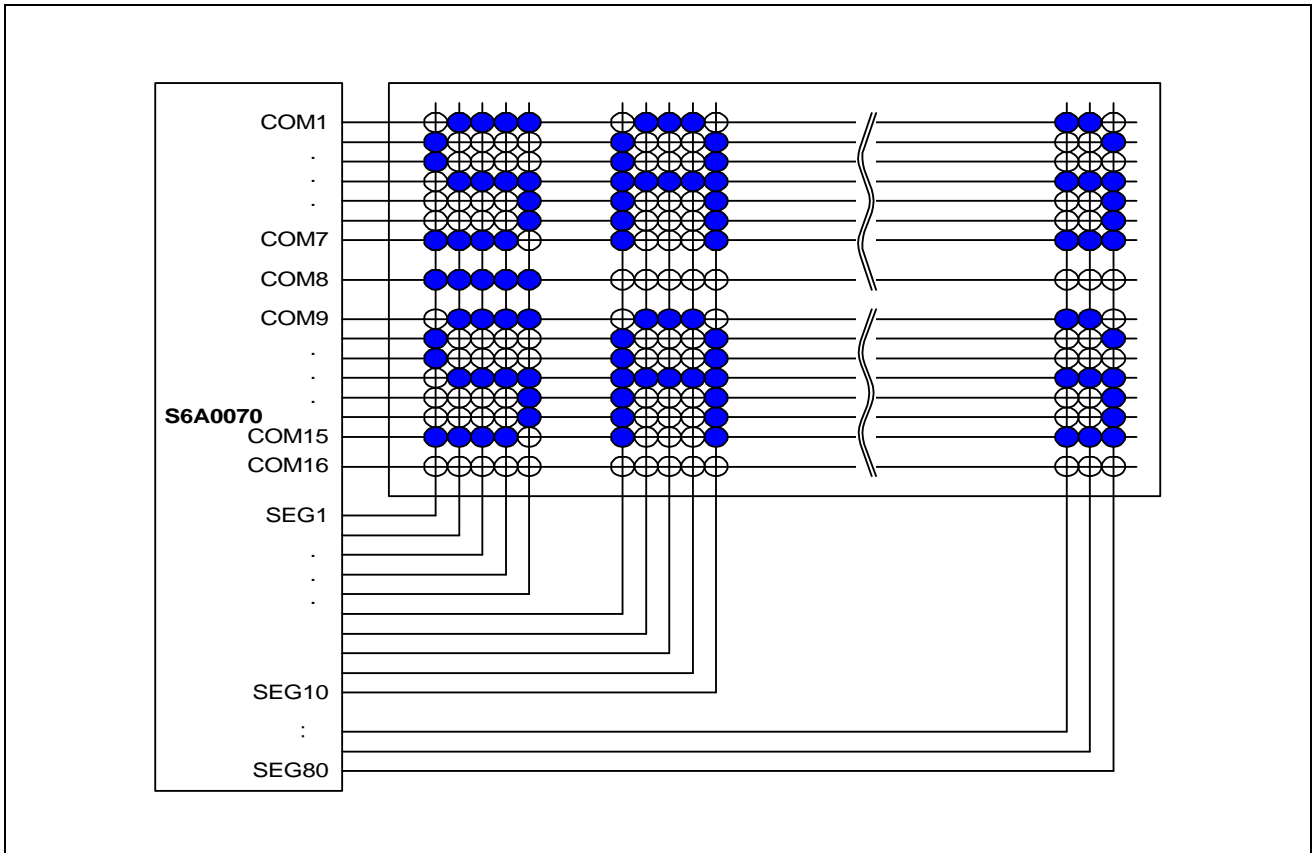 COM1
.
.
.
COM7
COM8
COM9
.
.
.
S6A0070
COM15
COM16
SEG1
.
.
.
SEG10
:
SEG80